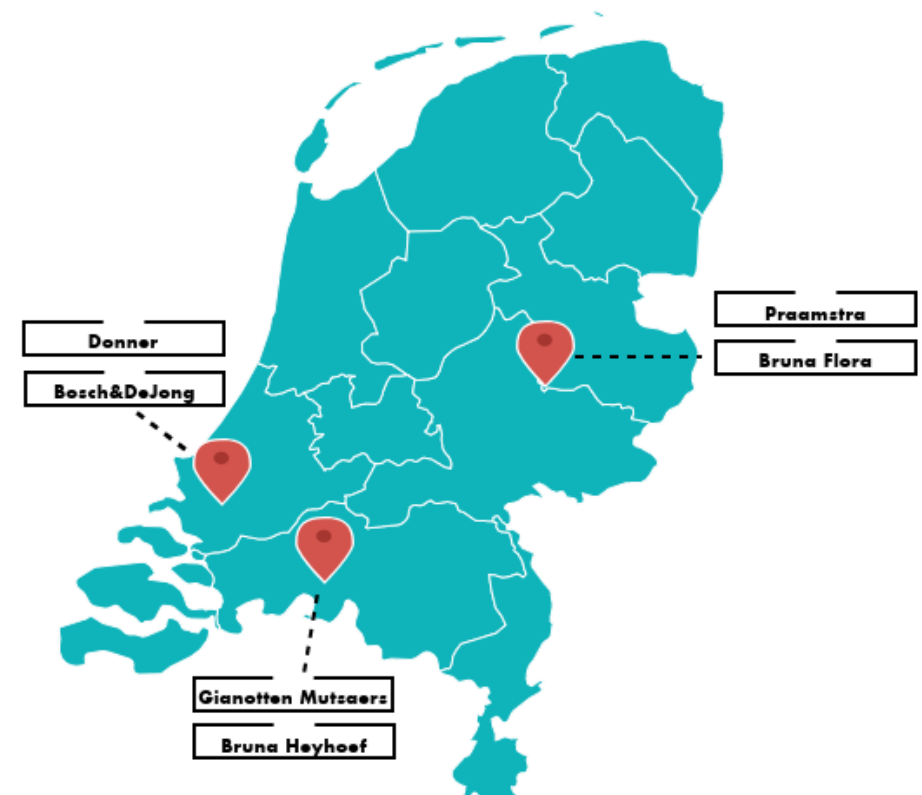 Donner
Bosch&DeJong
Praamstra
Bruna Flora
Gianotten Mutsaers
Bruna Heyhoef